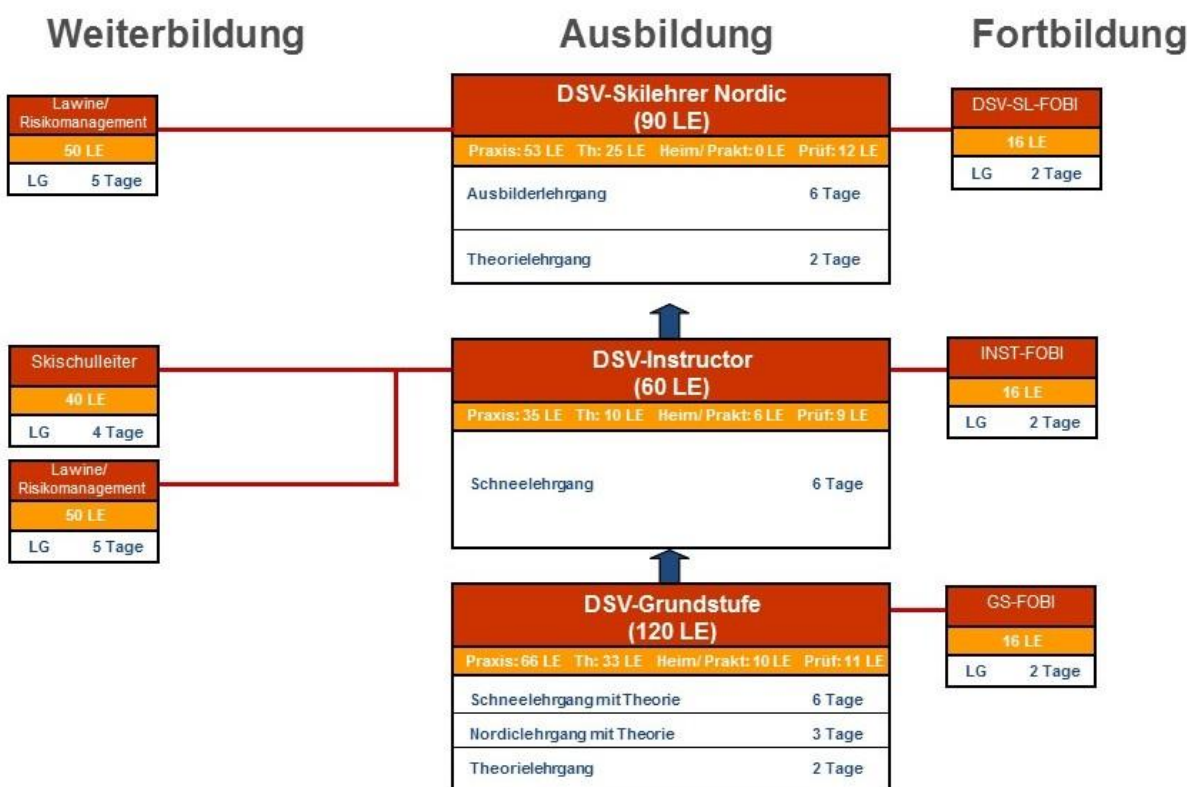 Weiterbildung Ausbildung Fortbildung
Lawine/
Risikomanagement
50 LE
LG 5 Tage
DSV-Skilehrer Nordic
(90 LE)
Praxis: 53 LE Th: 25 LE Heim/ Prakt: 0 LE Prüf: 12 LE
Ausbilderlehrgang 6 Tage
Theorielehrgang 2 Tage
DSV-SL-FOBI
16 LE
LG 2 Tage
Skischulleiter
40 LE
LG 4 Tage
Lawine/
Risikomanagement
50 LE
LG 5 Tage
DSV-Instructor
(60 LE)
Praxis: 35 LE Th: 10 LE Heim/ Prakt: 6 LE Prüf: 9 LE
Schneelehrgang 6 Tage
INST-FOBI
16 LE
LG 2 Tage
DSV-Grundstufe
(120 LE)
Praxis: 66 LE Th: 33 LE Heim/ Prakt: 10 LE Prüf: 11 LE
Schneelehrgang mit Theorie 6 Tage
Nordiclehrgang mit Theorie 3 Tage
Theorielehrgang 2 Tage
GS-FOBI
16 LE
LG 2 Tage